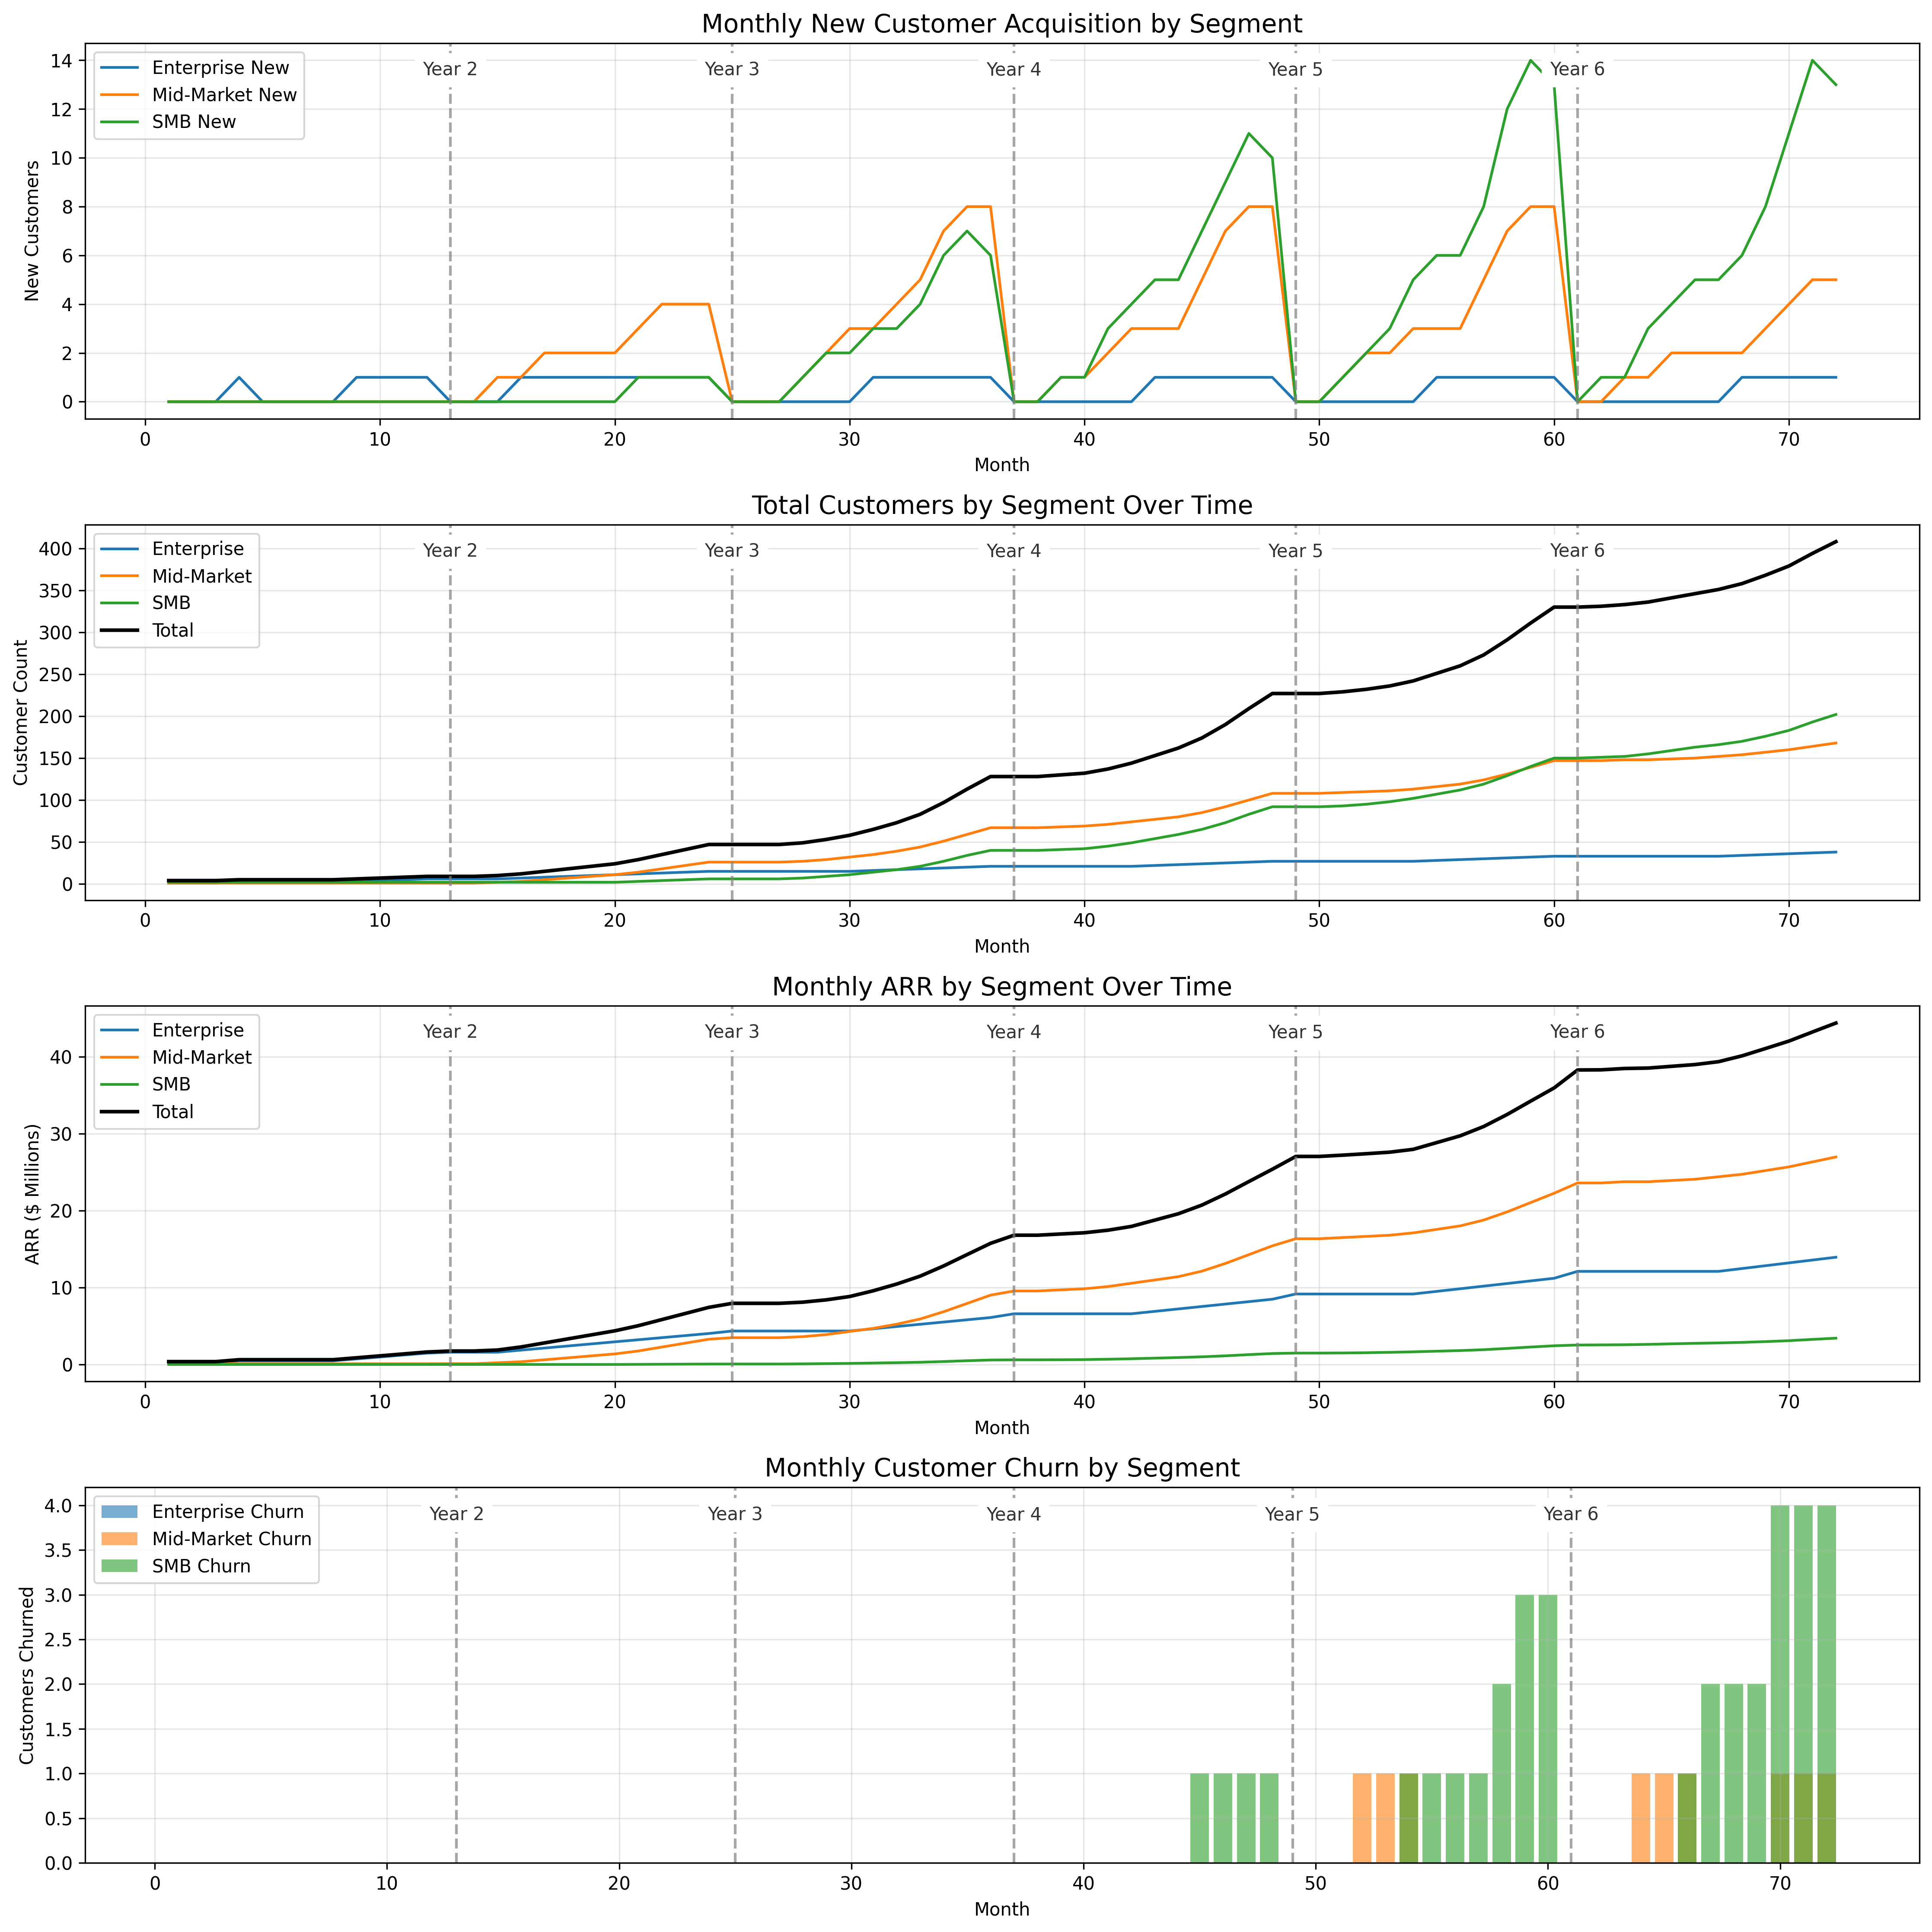 Monthly New Customer Acquisition by Segment
Enterprise New
Mid-Market New
SMB New
Year 2
Year 3
Year 4
Year 5
Year 6
New Customers
14
12
10
8
6
4
2
0
0 10 20 30 40 50 60 70
Month
Total Customers by Segment Over Time
Enterprise
Mid-Market
SMB
Total
Year 2
Year 3
Year 4
Year 5
Year 6
Customer Count
400
350
300
250
200
150
100
50
0
0 10 20 30 40 50 60 70
Month
Monthly ARR by Segment Over Time
Enterprise
Mid-Market
SMB
Total
Year 2
Year 3
Year 4
Year 5
Year 6
ARR ($ Millions)
40
30
20
10
0
0 10 20 30 40 50 60 70
Month
Monthly Customer Churn by Segment
Enterprise Churn
Mid-Market Churn
SMB Churn
Year 2
Year 3
Year 4
Year 5
Year 6
Customers Churned
4.0
3.5
3.0
2.5
2.0
1.5
1.0
0.5
0.0
0 10 20 30 40 50 60 70
Month